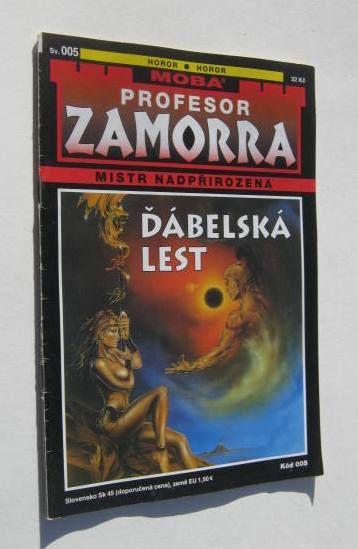 Sv. 005
HOROR • HOROR
32 Kč
MOBA
PROFESOR
ZAMORRA
MISTR NADPŘIROZENA
ĎÁBELSKÁ
LEST
Kód 005
Slovensko Sk 45 (doporučená cena), země EU 1,50 €